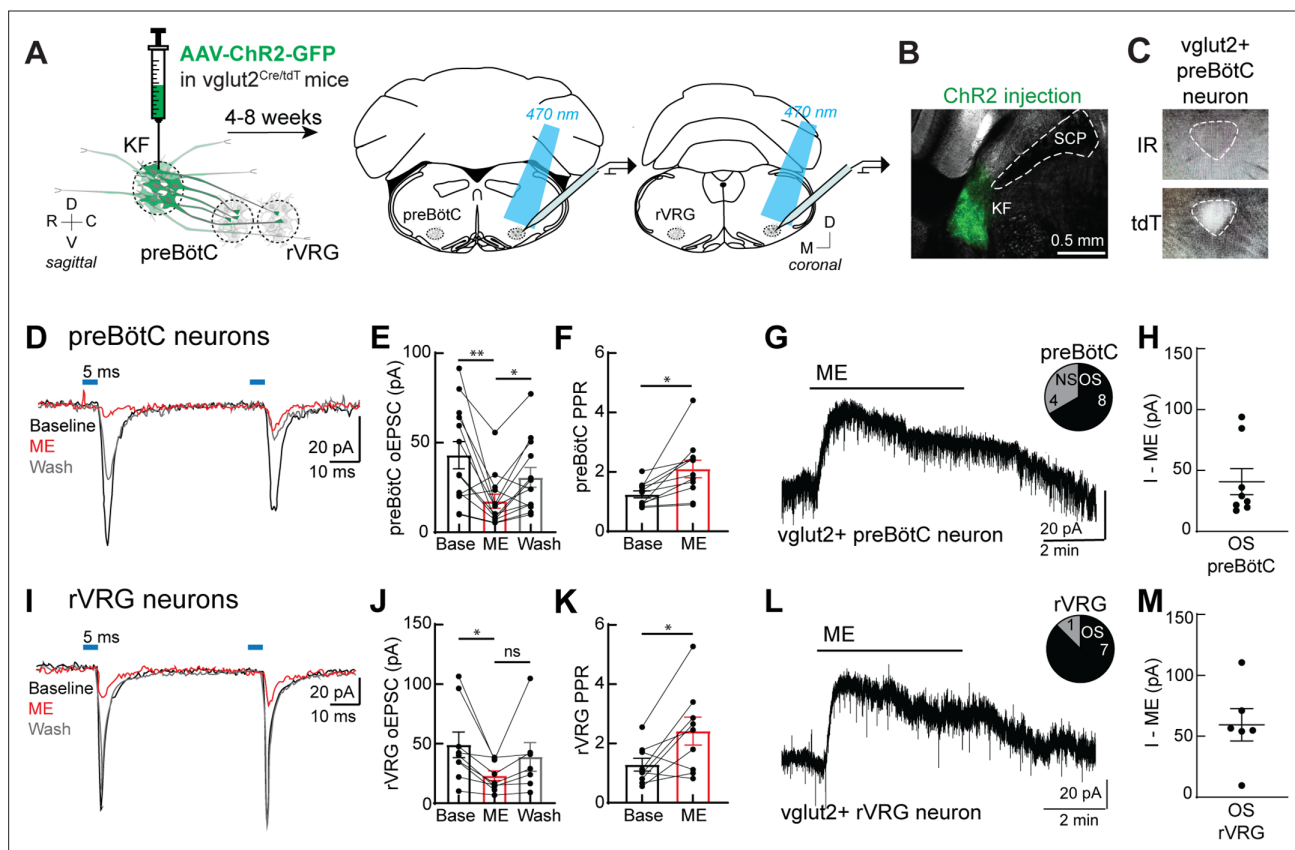 A
AAV-ChR2-GFP
in vglut2Cre/tdT mice
4-8 weeks
KF
D
R C
V
sagittal
preBötC
rVRG
470 nm
preBötC
470 nm
rVRG
D
M
coronal
B
ChR2 injection
SCP
KF
0.5 mm
C
vglut2+
preBötC
neuron
IR
tdT
D preBötC neurons
5 ms
Baseline
ME
Wash
20 pA
10 ms
E
preBötC oEPSC (pA)
100
50
0
**
*
Base ME Wash
F
preBötC PPR
6
4
2
0
*
Base ME
G
ME
preBötC
NS OS
4 8
20 pA
2 min
vglut2+ preBötC neuron
H
I - ME (pA)
150
100
50
0
OS
preBötC
I rVRG neurons
5 ms
Baseline
ME
Wash
20 pA
10 ms
J
rVRG oEPSC (pA)
150
100
50
0
*
ns
Base ME Wash
K
rVRG PPR
6
4
2
0
*
Base ME
L
ME
rVRG
1 OS
7
20 pA
2 min
vglut2+ rVRG neuron
M
I - ME (pA)
150
100
50
0
OS
rVRG